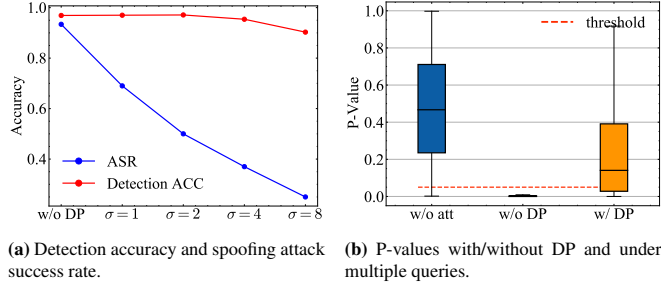 1.0
0.8
0.6
0.4
Accuracy
ASR
Detection ACC
w/o DP σ = 1 σ = 2 σ = 4 σ = 8
(a) Detection accuracy and spoofing attack
success rate.
1.0
0.8
0.6
0.4
0.2
0.0
P-Value
threshold
w/o att w/o DP w/ DP
(b) P-values with/without DP and under
multiple queries.